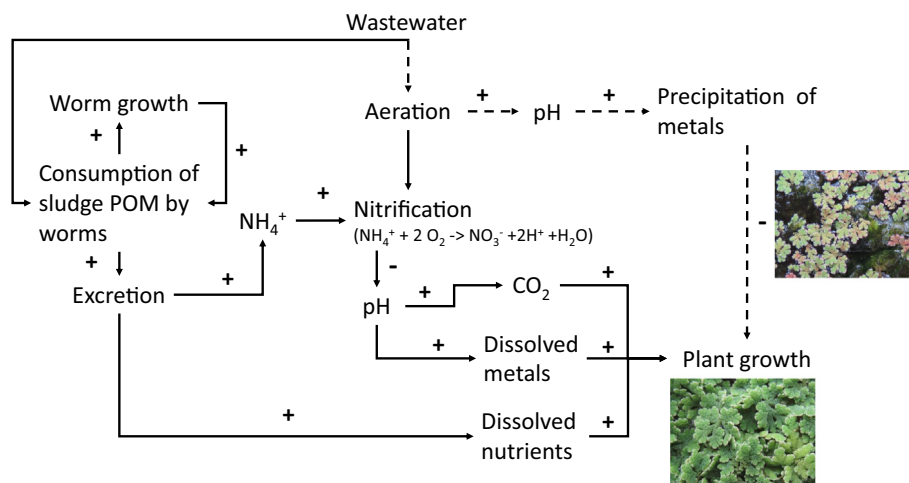 Wastewater
Worm growth
+
+
Consumption of
sludge POM by
worms
+
Excretion
+
NH₄⁺
+
Aeration
+
pH
+
Precipitation of
metals
-
Nitrification
(NH₄⁺ + 2 O₂ -> NO₃⁻ +2H⁺ +H₂O)
-
pH
+
CO₂
+
+
Dissolved
metals
+
Plant growth
+
Dissolved
nutrients
+